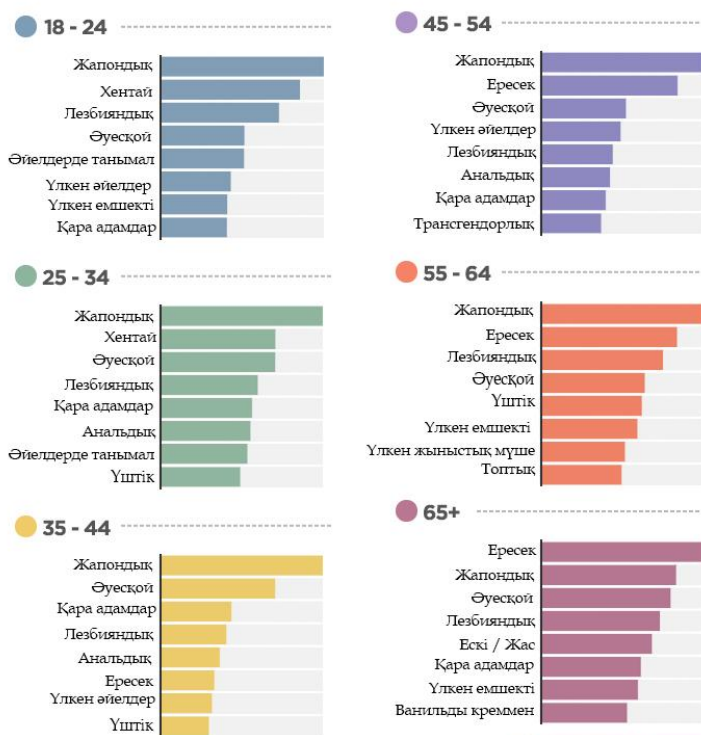 18 - 24
Жапондық
Хентай
Лезбияндық
Әуесқой
Әйелдерде танымал
Үлкен әйелдер
Үлкен емшекті
Қара адамдар
25 - 34
Жапондық
Хентай
Әуесқой
Лезбияндық
Қара адамдар
Анальдық
Әйелдерде танымал
Үштік
35 - 44
Жапондық
Әуесқой
Қара адамдар
Лезбияндық
Анальдық
Ересек
Үлкен әйелдер
Үштік
45 - 54
Жапондық
Ересек
Әуесқой
Үлкен әйелдер
Лезбияндық
Анальдық
Қара адамдар
Трансгендорлық
55 - 64
Жапондық
Ересек
Лезбияндық
Әуесқой
Үштік
Үлкен емшекті
Үлкен жыныстық мүше
Топтық
65+
Ересек
Жапондық
Әуесқой
Лезбияндық
Ескі / Жас
Қара адамдар
Үлкен емшекті
Ванильды креммен